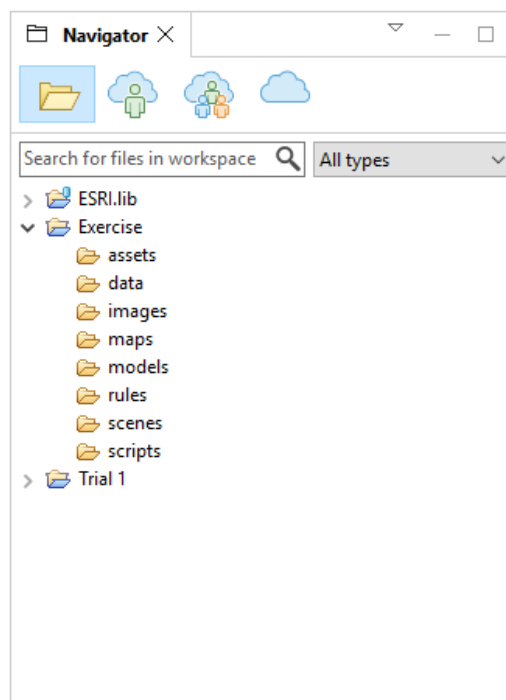 Navigator
Search for files in workspace All types
ESRI.lib
Exercise
assets
data
images
maps
models
rules
scenes
scripts
Trial 1